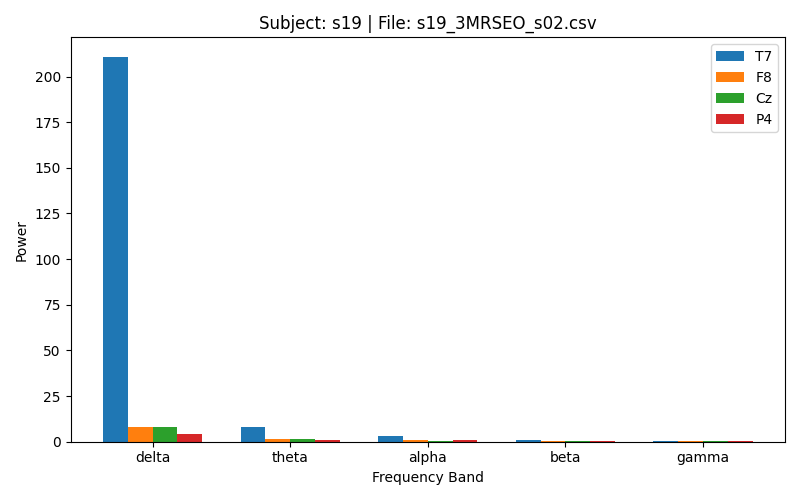 Subject: s19 | File: s19_3MRSEO_s02.csv
T7
F8
Cz
P4
200
175
150
125
100
75
50
25
0
Power
delta theta alpha beta gamma
Frequency Band